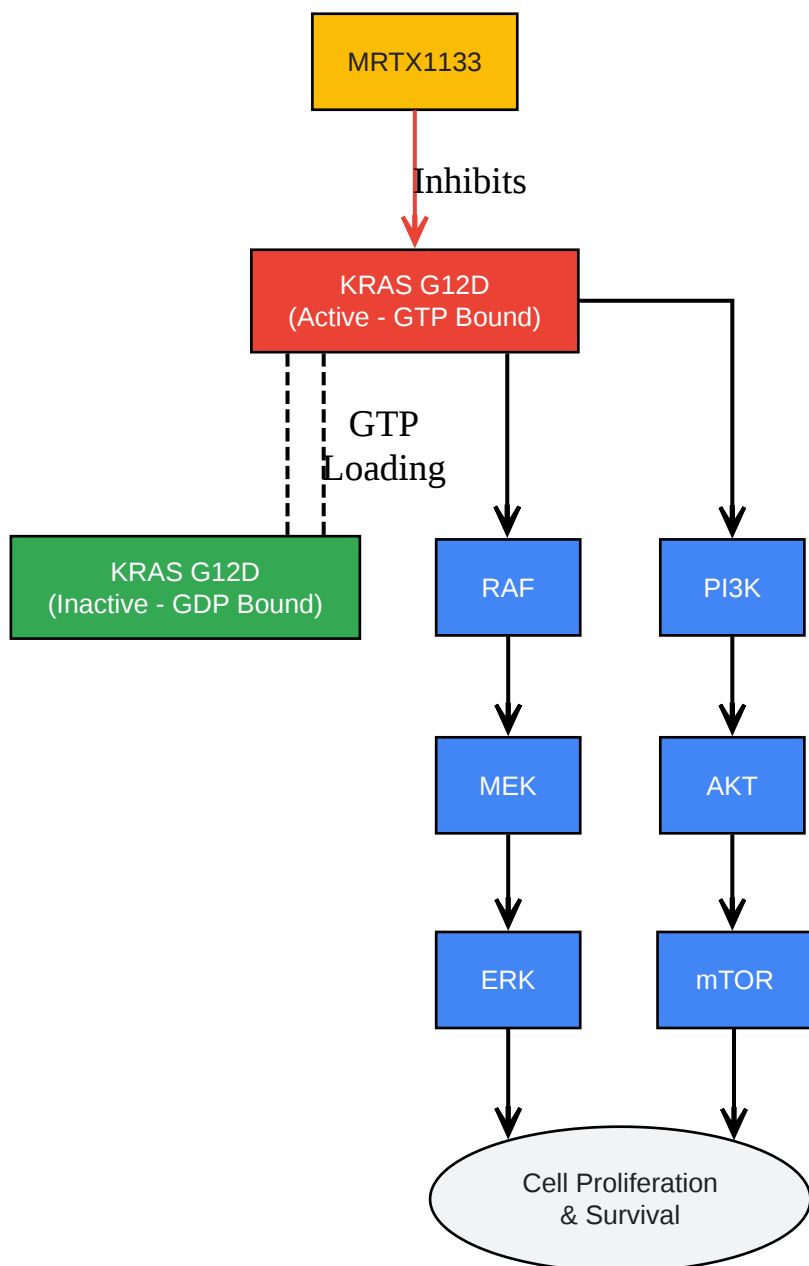 MRTX1133
Inhibits
KRAS G12D
(Active - GTP Bound)
GTP
Loading
KRAS G12D
(Inactive - GDP Bound)
RAF
PI3K
MEK
AKT
ERK
mTOR
Cell Proliferation
& Survival